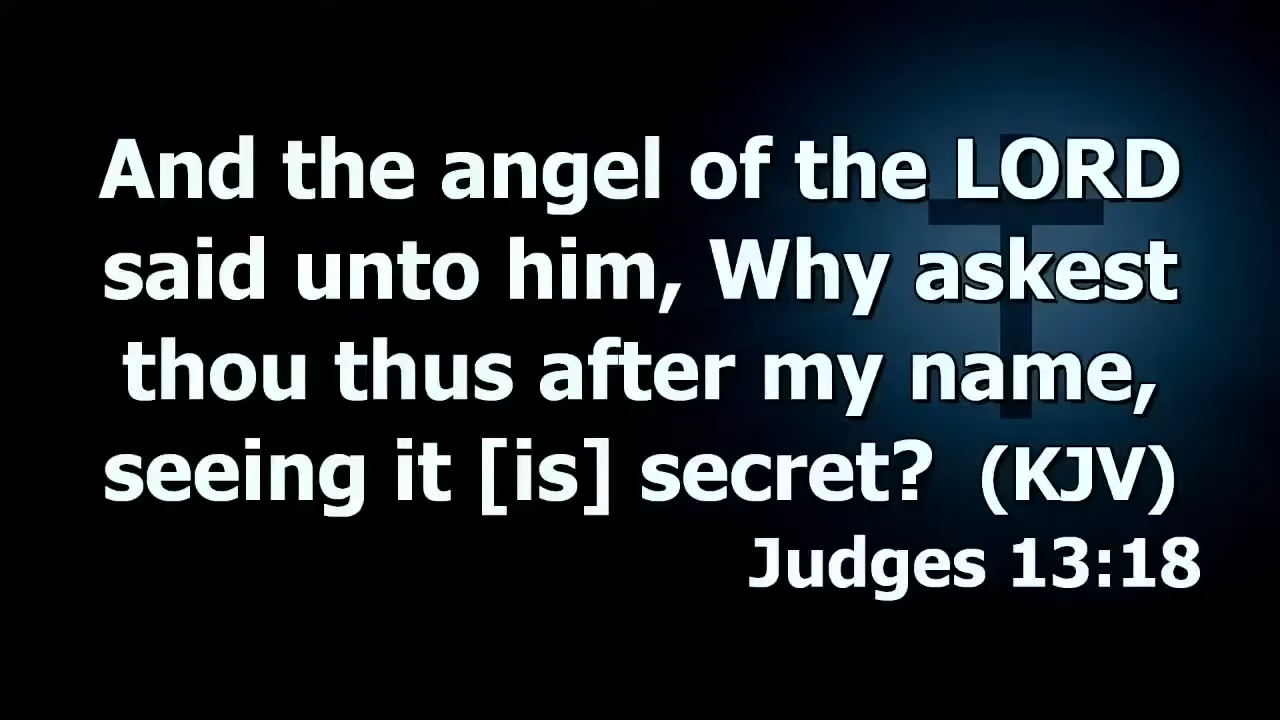 And the angel of the LORD
said unto him, Why askest
thou thus after my name,
seeing it [is] secret? (KJV)
Judges 13:18